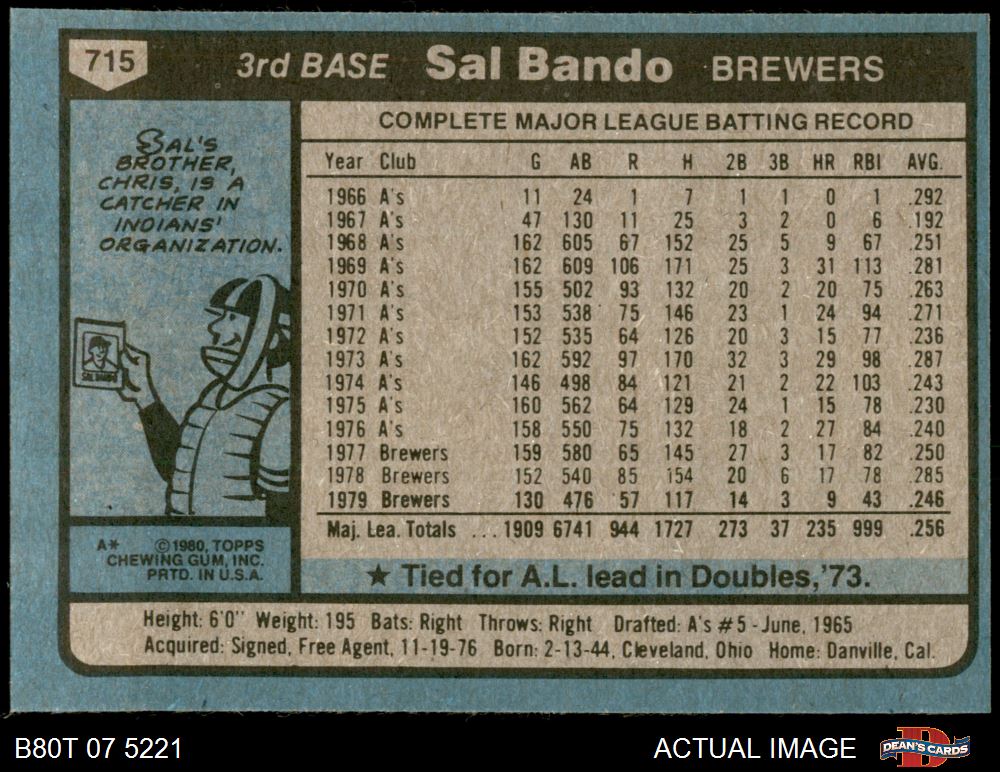 715 3rd BASE Sal Bando BREWERS
SAL'S
BROTHER,
CHRIS, IS A
CATCHER IN
INDIANS'
ORGANIZATION.
SAL BANDO
A* © 1980, TOPPS
CHEWING GUM, INC.
PRTD. IN U.S.A.
COMPLETE MAJOR LEAGUE BATTING RECORD
Year Club G AB R H 2B 3B HR RBI AVG.
1966 A's 11 24 1 7 1 1 0 1 .292
1967 A's 47 130 11 25 3 2 0 6 .192
1968 A's 162 605 67 152 25 5 9 67 .251
1969 A's 162 609 106 171 25 3 31 113 .281
1970 A's 155 502 93 132 20 2 20 75 .263
1971 A's 153 538 75 146 23 1 24 94 .271
1972 A's 152 535 64 126 20 3 15 77 .236
1973 A's 162 592 97 170 32 3 29 98 .287
1974 A's 146 498 84 121 21 2 22 103 .243
1975 A's 160 562 64 129 24 1 15 78 .230
1976 A's 158 550 75 132 18 2 27 84 .240
1977 Brewers 159 580 65 145 27 3 17 82 .250
1978 Brewers 152 540 85 154 20 6 17 78 .285
1979 Brewers 130 476 57 117 14 3 9 43 .246
Maj. Lea. Totals ...1909 6741 944 1727 273 37 235 999 .256
★ Tied for A.L. lead in Doubles,'73.
Height: 6'0" Weight: 195 Bats: Right Throws: Right Drafted: A's #5 - June, 1965
Acquired: Signed, Free Agent, 11-19-76 Born: 2-13-44, Cleveland, Ohio Home: Danville, Cal.
B80T 07 5221 ACTUAL IMAGE D DEAN'S CARDS